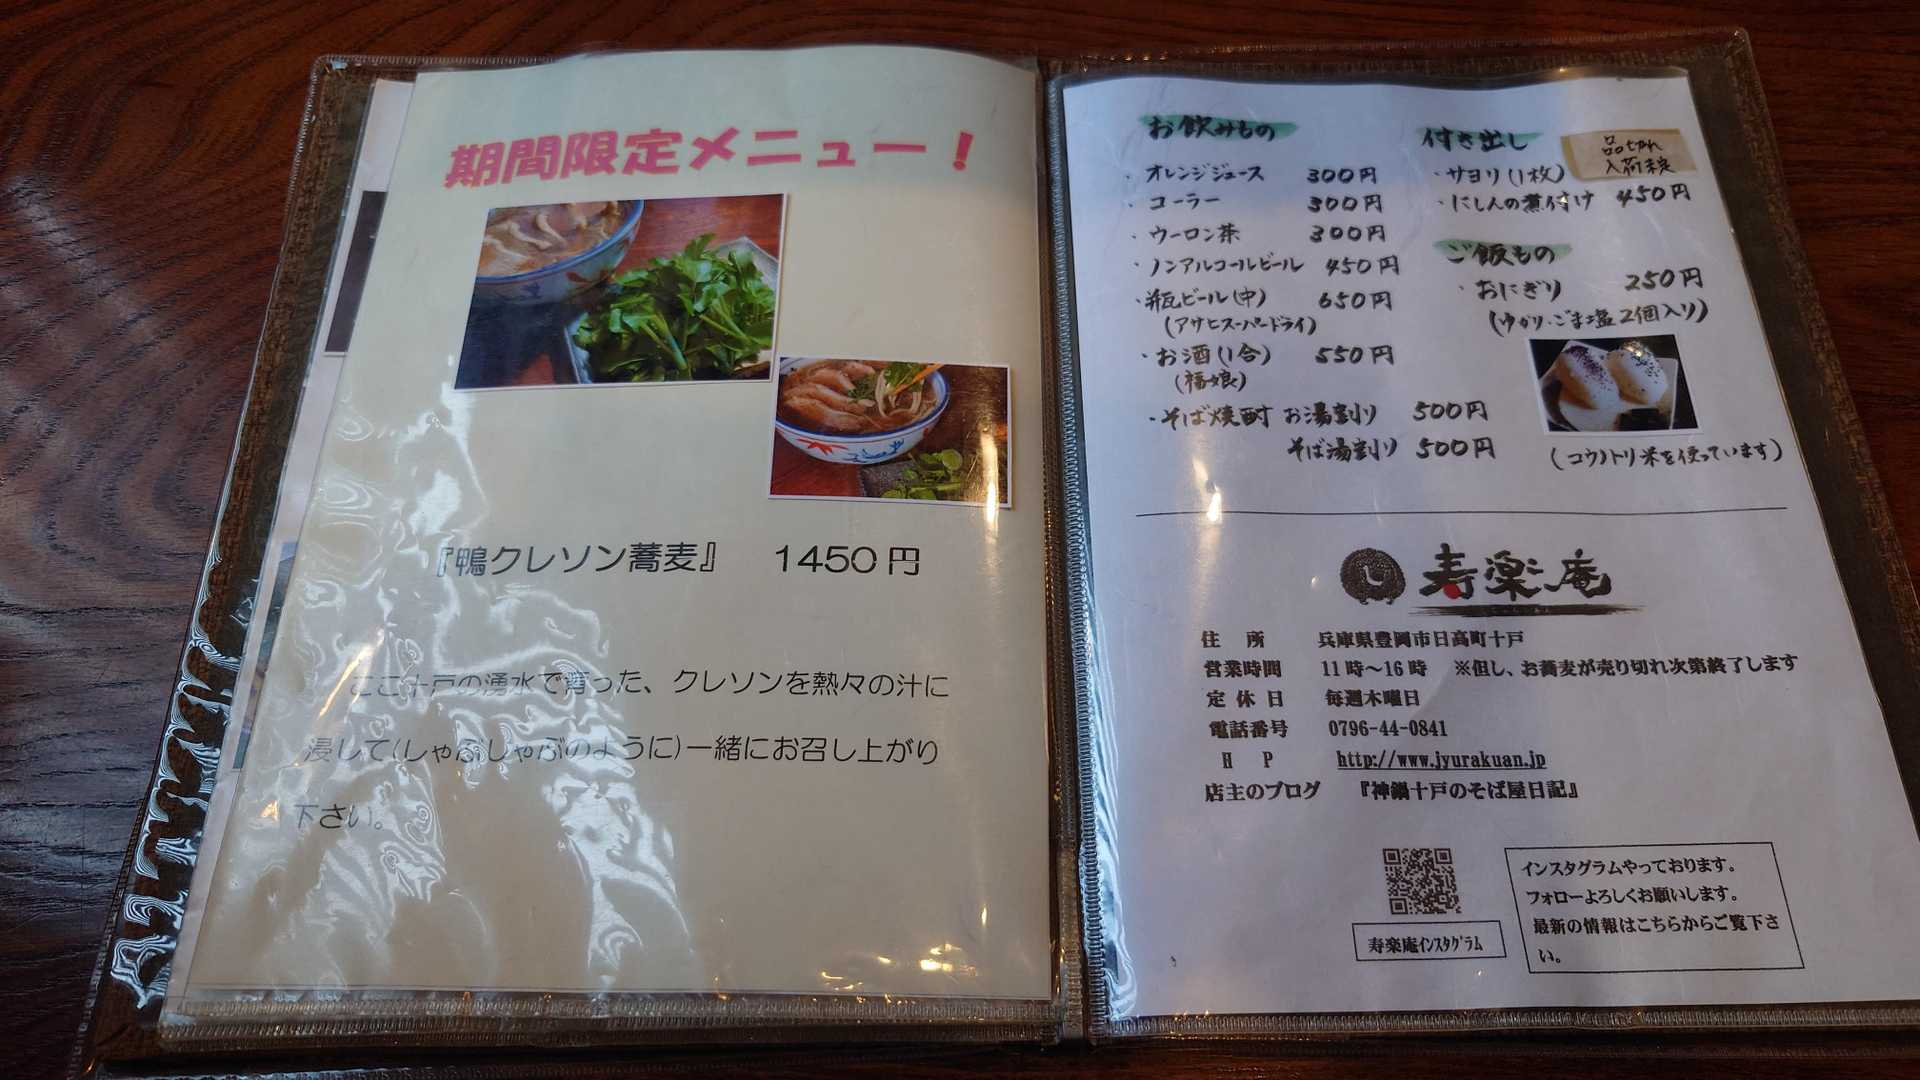 期間限定メニュー！
『鴨クレソン蕎麦』 1450円
ここ十戸の湧水で育った、クレソンを熱々の汁に
浸して(しゃぶしゃぶのように)一緒にお召し上がり
下さい。
お飲みもの
・オレンジジュース 300円
・コーラー 300円
・ウーロン茶 300円
・ノンアルコールビール 450円
・瓶ビール(中) 650円
(アサヒスーパードライ)
・お酒(1合) 550円
(福娘)
・そば焼酎 お湯割り 500円
そば湯割り 500円
付き出し
品切れ
入荷未定
・サヨリ(1枚)
・にしんの煮付け 450円
ご飯もの
・おにぎり 250円
(ゆかり・ごま塩2個入り)
(コウノトリ米を使っています)
し 寿楽庵
住所 兵庫県豊岡市日高町十戸
営業時間 11時～16時 ※但し、お蕎麦が売り切れ次第終了します
定休日 毎週木曜日
電話番号 0796-44-0841
HP http://www.jyurakuan.jp
店主のブログ 『神鍋十戸のそば屋日記』
寿楽庵インスタグラム
インスタグラムやっております。
フォローよろしくお願いします。
最新の情報はこちらからご覧下さ
い。